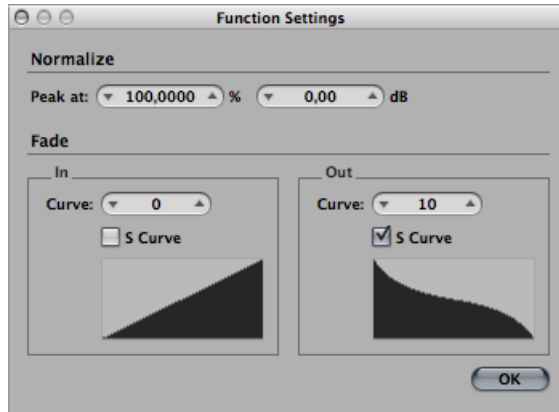 Function Settings
Normalize
Peak at: 100,0000 % 0,00 dB
Fade
In
Curve: 0
S Curve
Out
Curve: 10
S Curve
OK